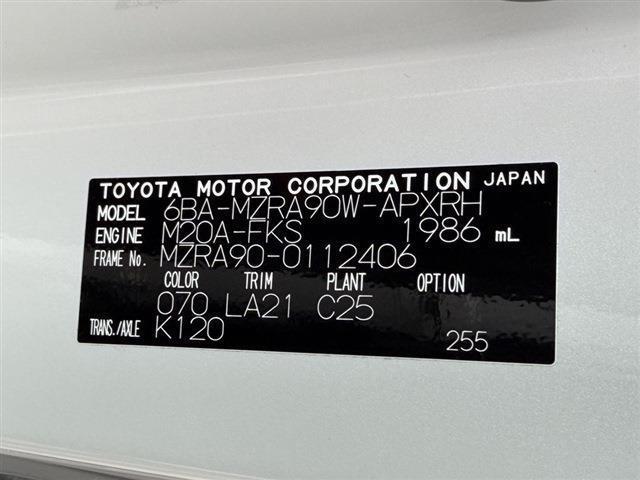 TOYOTA MOTOR CORPORATION JAPAN
MODEL 6BA-MZRA90W-APXRH
ENGINE M20A-FKS 1986 mL
FRAME No. MZRA90-0112406
COLOR TRIM PLANT OPTION
070 LA21 C25
TRANS./AXLE K120
255